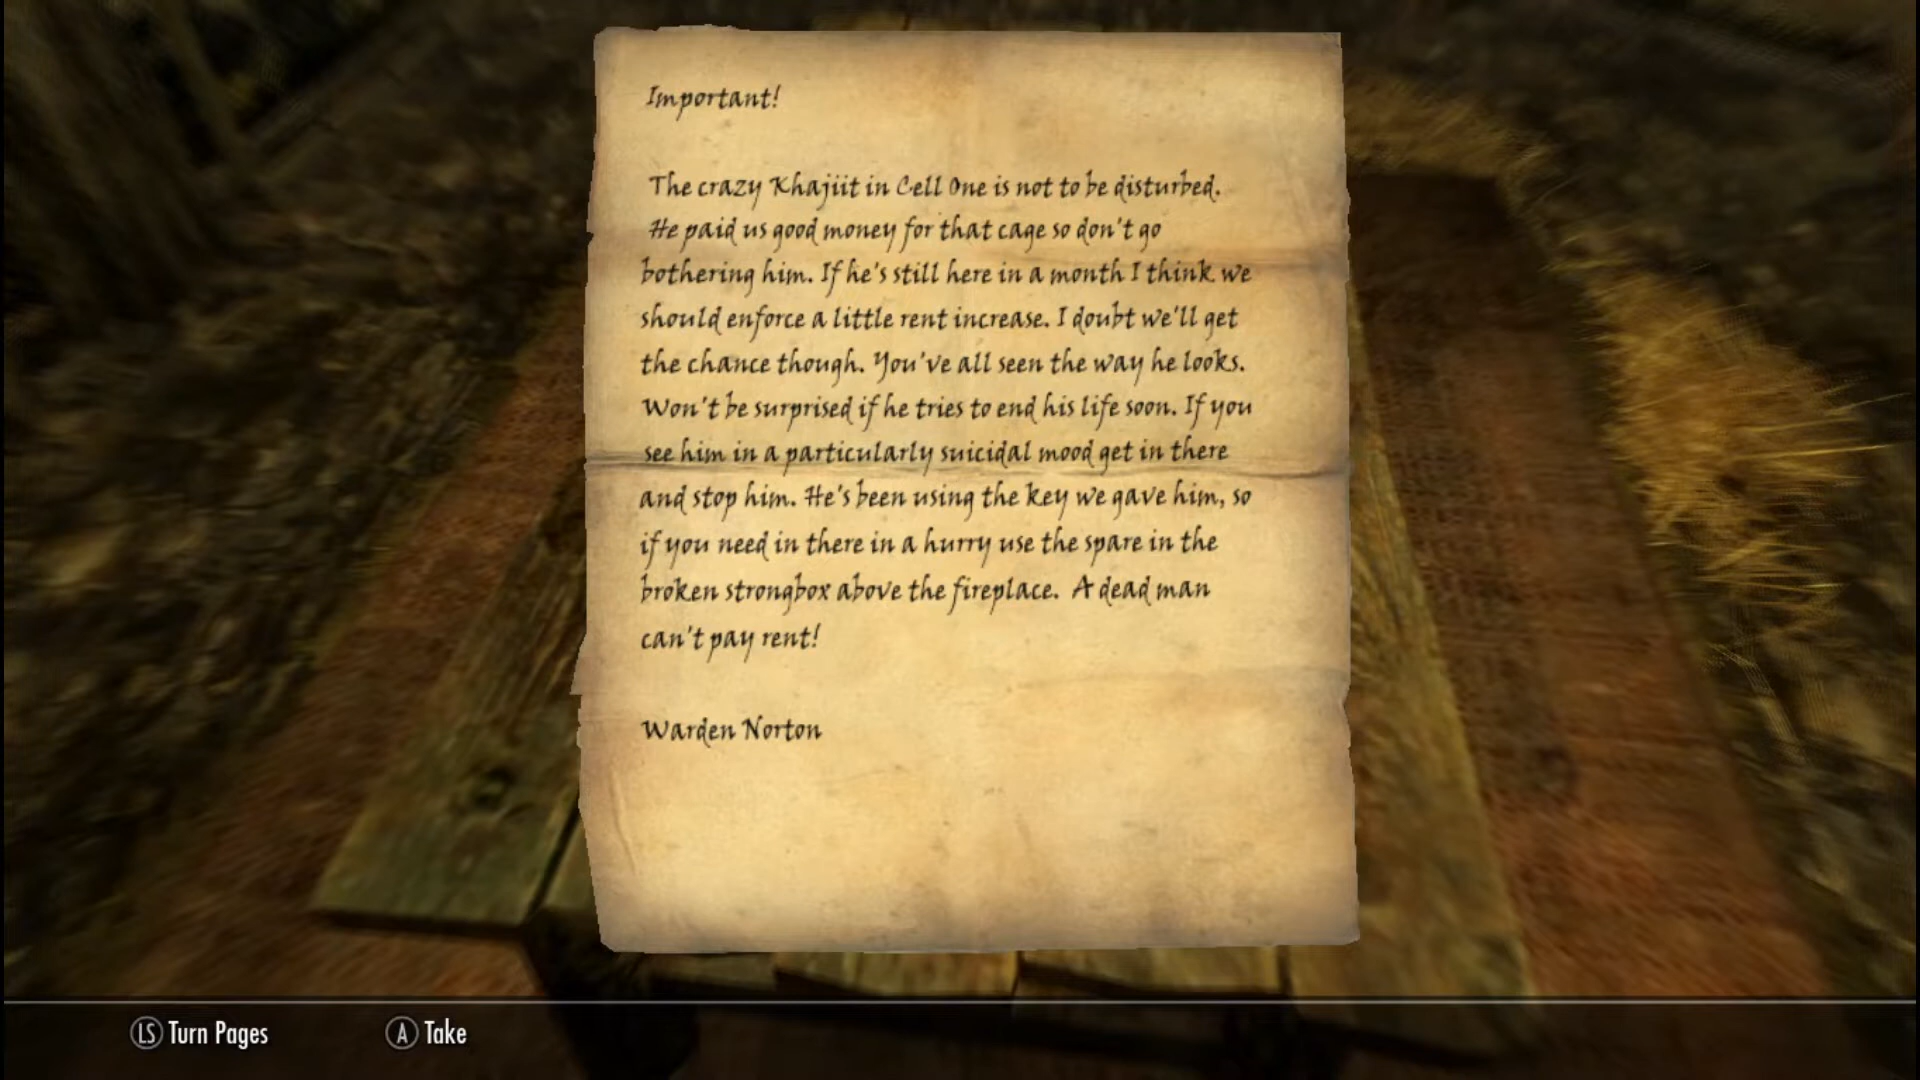 Important!
The crazy Khajiit in Cell One is not to be disturbed.
He paid us good money for that cage so don't go
bothering him. If he's still here in a month I think we
should enforce a little rent increase. I doubt we'll get
the chance though. You've all seen the way he looks.
Won't be surprised if he tries to end his life soon. If you
see him in a particularly suicidal mood get in there
and stop him. He's been using the key we gave him, so
if you need in there in a hurry use the spare in the
broken strongbox above the fireplace. A dead man
can't pay rent!
Warden Norton
LS Turn Pages A Take